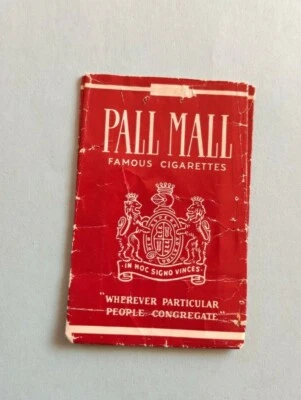 PALL MALL
FAMOUS CIGARETTES
IN HOC SIGNO VINCES
"WHEREVER PARTICULAR
PEOPLE CONGREGATE"